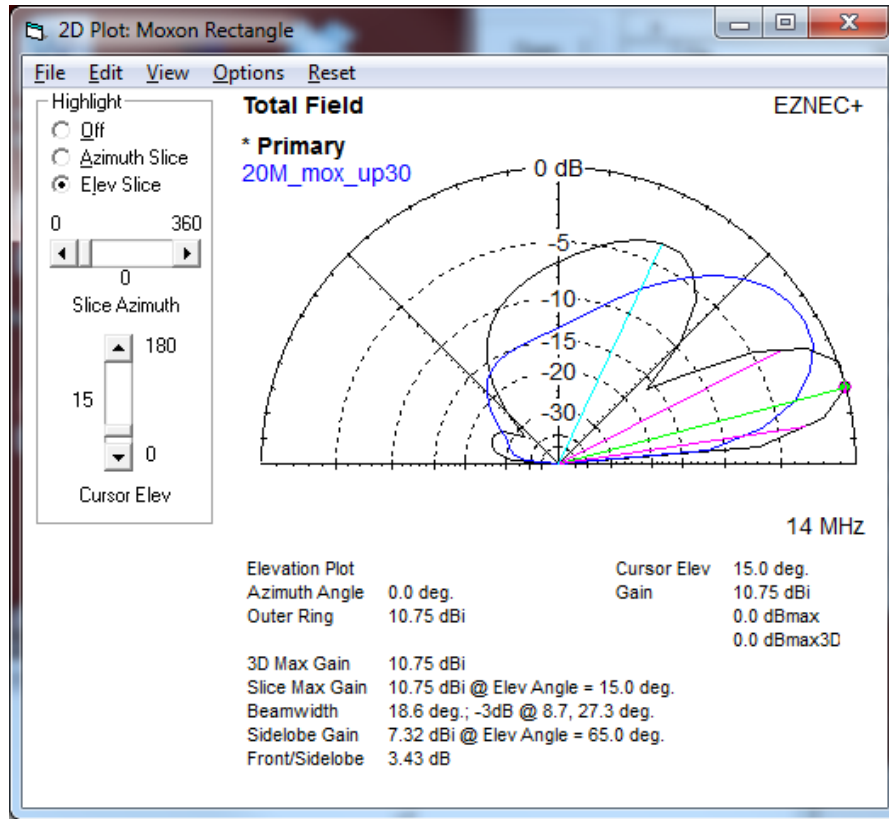 2D Plot: Moxon Rectangle
File Edit View Options Reset
Highlight
Off
Azimuth Slice
Elev Slice
0 360
0
Slice Azimuth
180
15
0
Cursor Elev
Total Field
EZNEC+
* Primary
20M_mox_up30
0 dB
-5
-10
-15
-20
-30
14 MHz
Elevation Plot Cursor Elev 15.0 deg.
Azimuth Angle 0.0 deg. Gain 10.75 dBi
Outer Ring 10.75 dBi 0.0 dBmax
0.0 dBmax3D
3D Max Gain 10.75 dBi
Slice Max Gain 10.75 dBi @ Elev Angle = 15.0 deg.
Beamwidth 18.6 deg.; -3dB @ 8.7, 27.3 deg.
Sidelobe Gain 7.32 dBi @ Elev Angle = 65.0 deg.
Front/Sidelobe 3.43 dB